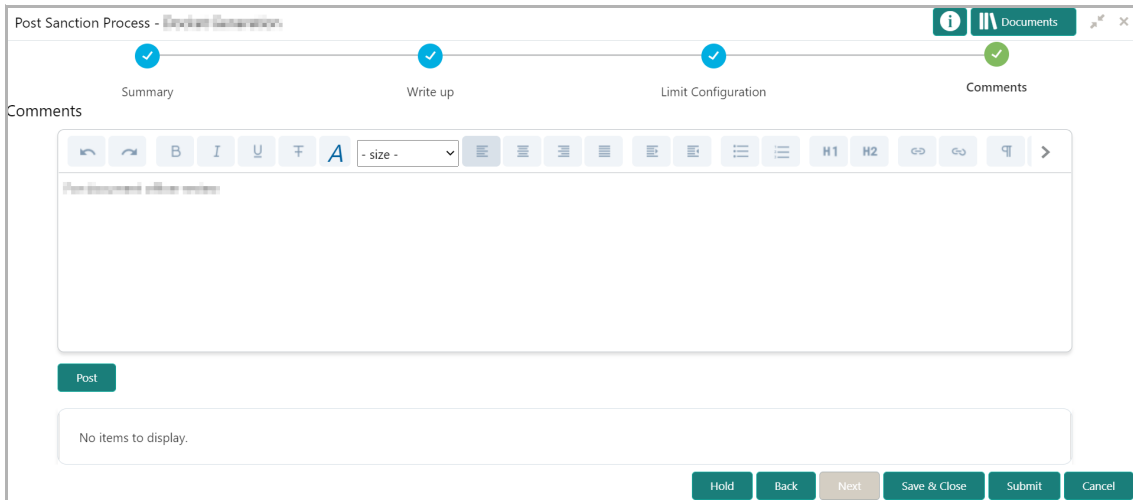 Post Sanction Process -
Documents
Summary
Write up
Limit Configuration
Comments
Comments
B I U T A - size - H1 H2 ¶
Post
No items to display.
Hold Back Next Save & Close Submit Cancel